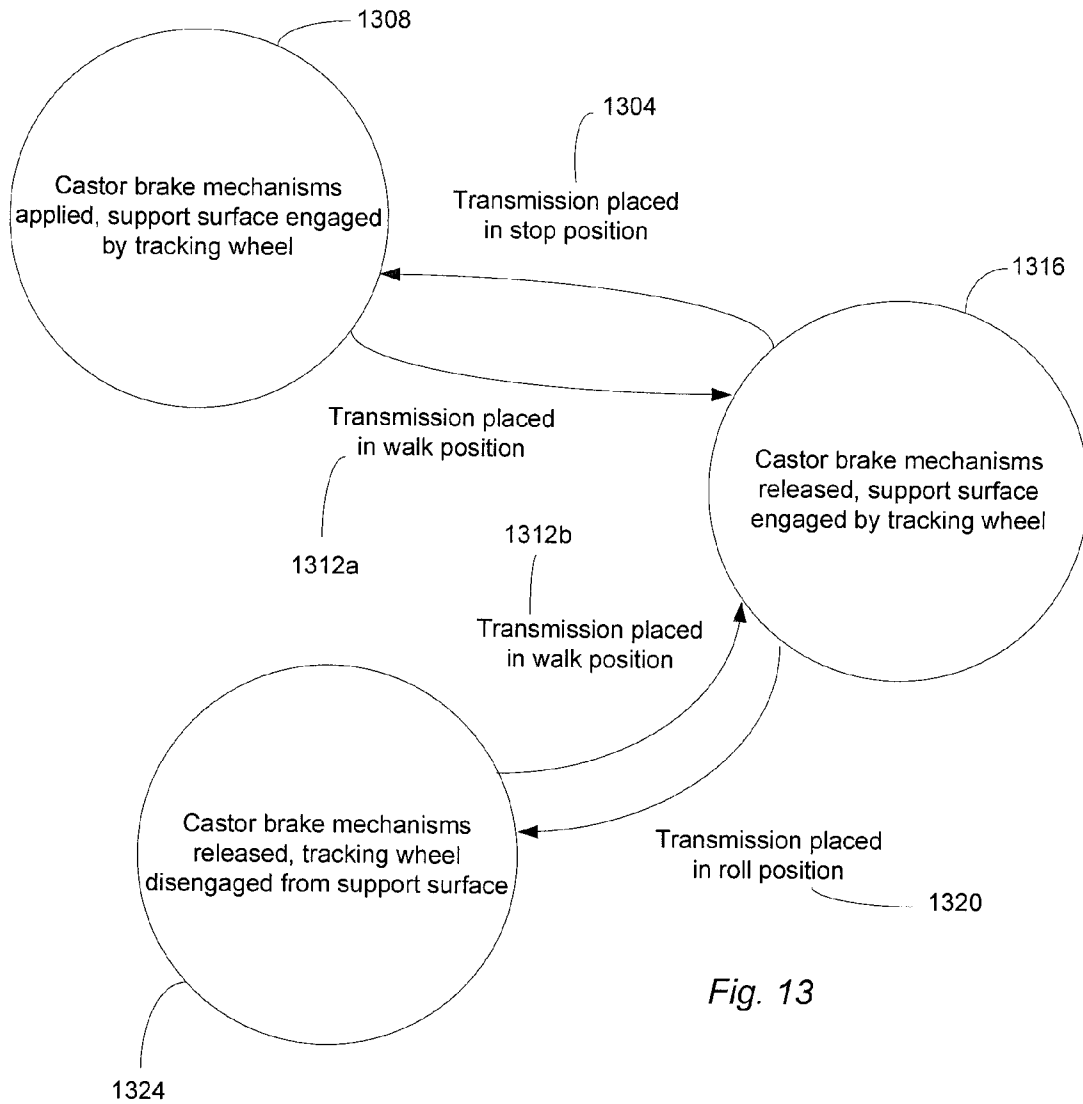 1308
1304
Castor brake mechanisms
applied, support surface engaged
by tracking wheel
Transmission placed
in stop position
1316
Transmission placed
in walk position
1312a
Castor brake mechanisms
released, support surface
engaged by tracking wheel
1312b
Transmission placed
in walk position
Castor brake mechanisms
released, tracking wheel
disengaged from support surface
Transmission placed
in roll position
1320
Fig. 13
1324